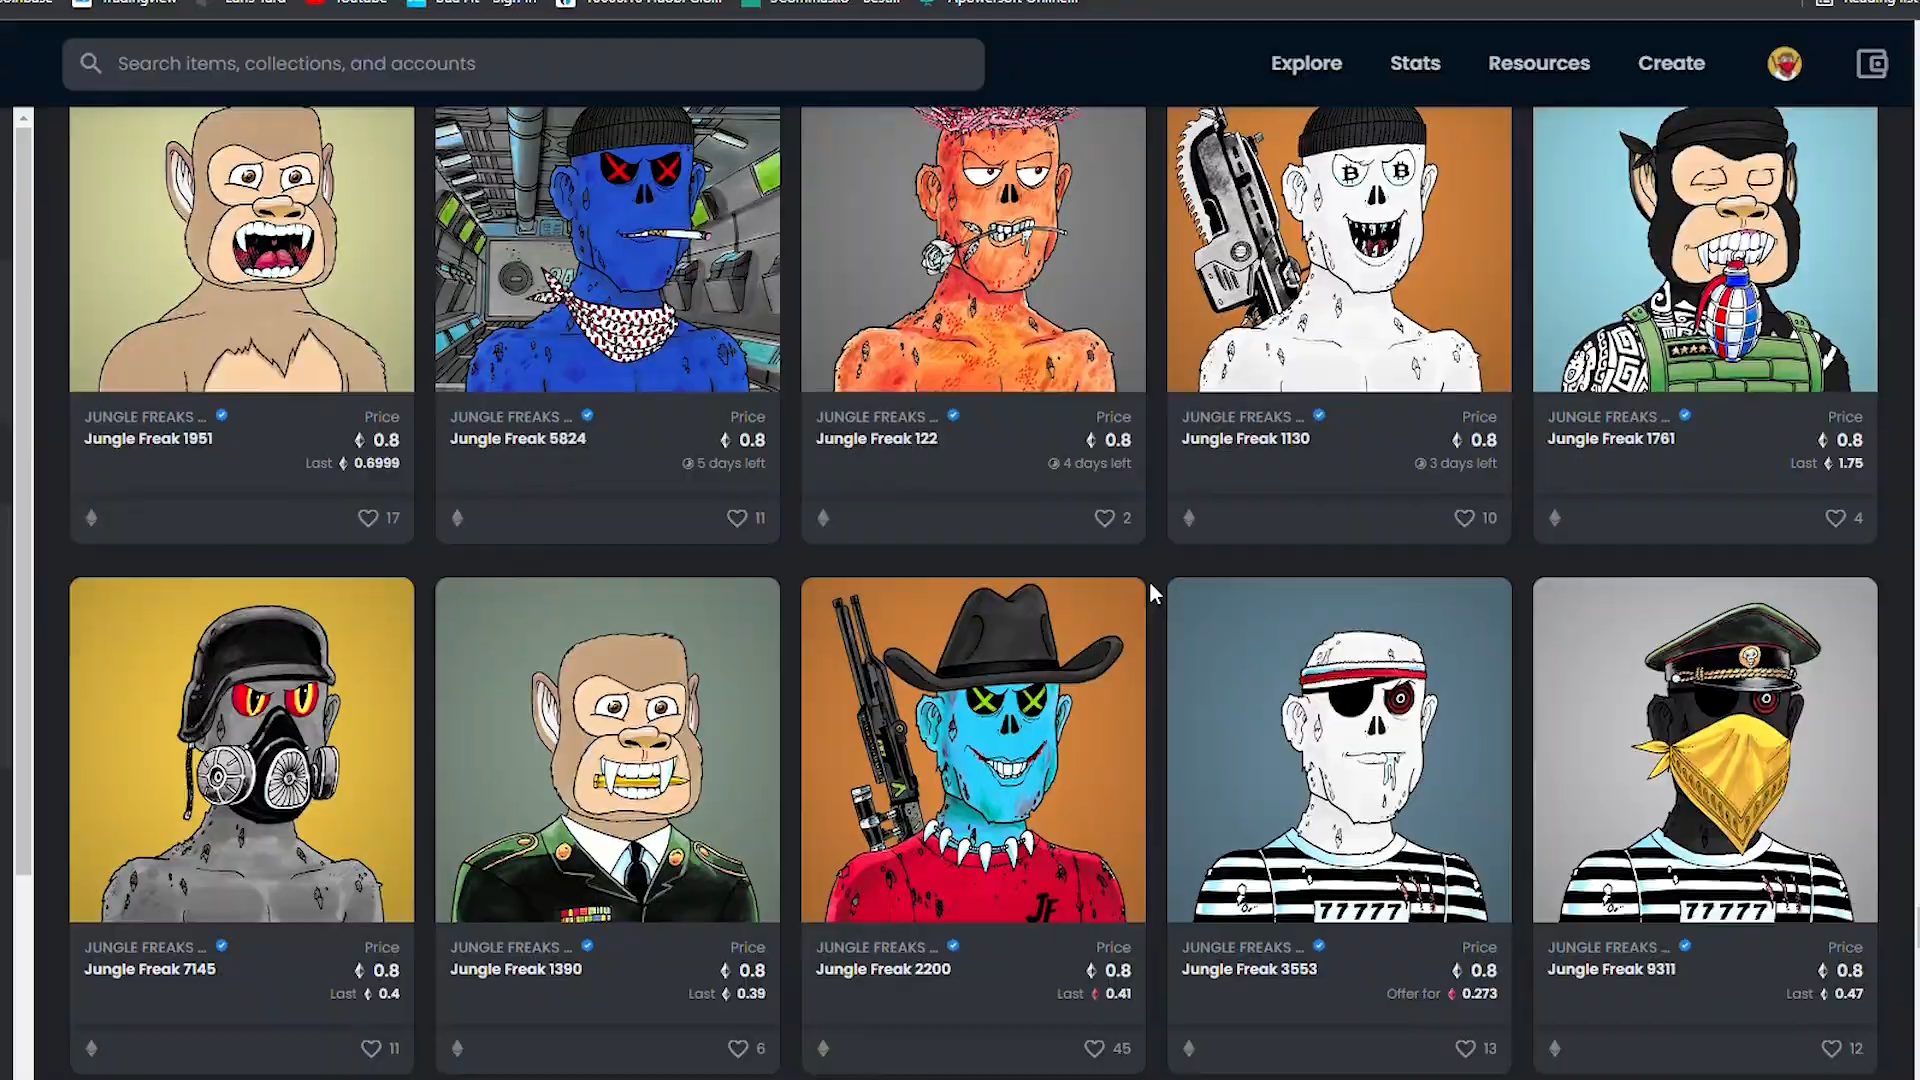 Search items, collections, and accounts
Explore
Stats
Resources
Create
JUNGLE FREAKS ...
Price
Jungle Freak 1951
0.8
Last 0.6999
17
JUNGLE FREAKS ...
Price
Jungle Freak 5824
0.8
5 days left
11
JUNGLE FREAKS ...
Price
Jungle Freak 122
0.8
4 days left
2
JUNGLE FREAKS ...
Price
Jungle Freak 1130
0.8
3 days left
10
JUNGLE FREAKS ...
Price
Jungle Freak 1761
0.8
Last 1.75
4
JF
77777
77777
JUNGLE FREAKS ...
Price
Jungle Freak 7145
0.8
Last 0.4
11
JUNGLE FREAKS ...
Price
Jungle Freak 1390
0.8
Last 0.39
6
JUNGLE FREAKS ...
Price
Jungle Freak 2200
0.8
Last 0.41
45
JUNGLE FREAKS ...
Price
Jungle Freak 3553
0.8
Offer for 0.273
13
JUNGLE FREAKS ...
Price
Jungle Freak 9311
0.8
Last 0.47
12